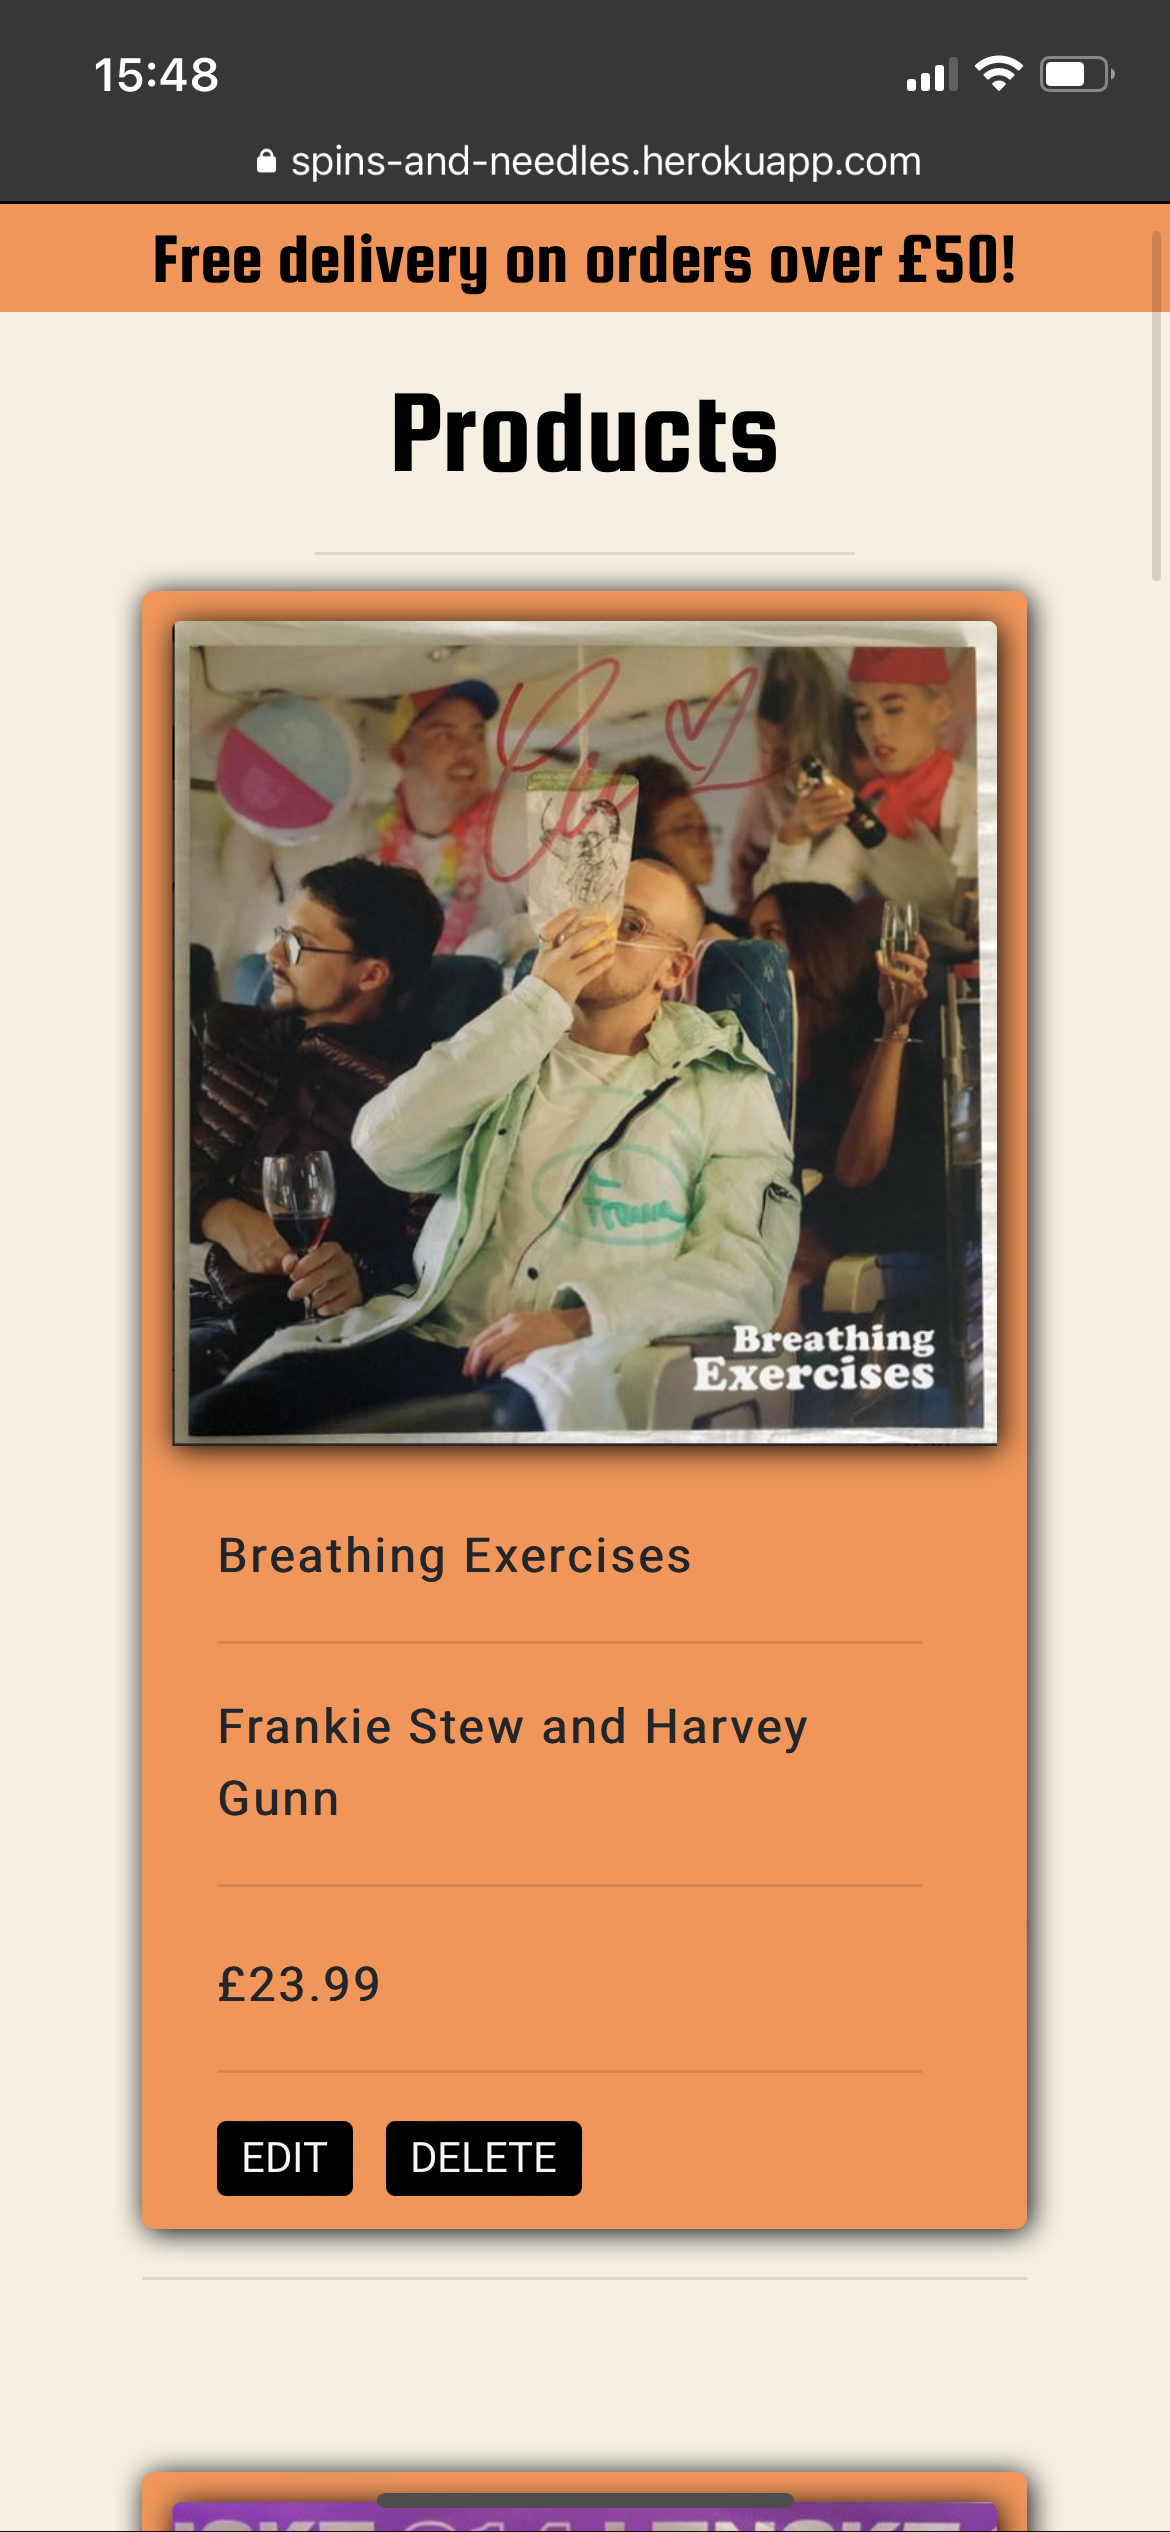 15:48
spins-and-needles.herokuapp.com
Free delivery on orders over £50!
Products
Breathing
Exercises
Breathing Exercises
Frankie Stew and Harvey
Gunn
£23.99
EDIT
DELETE